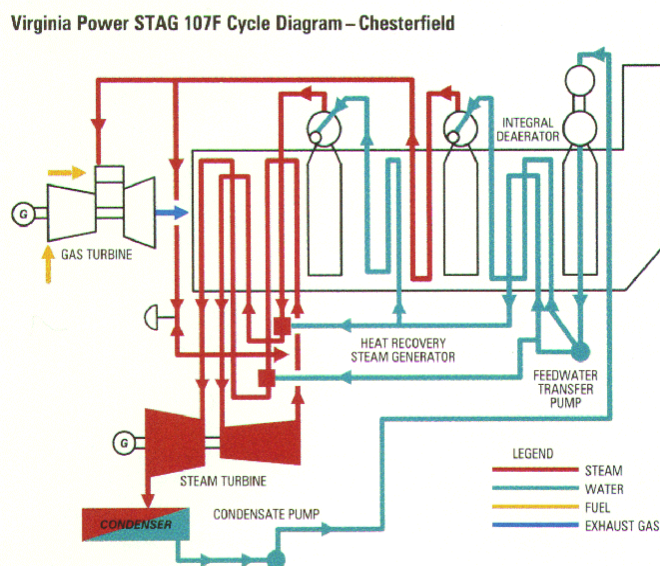 Virginia Power STAG 107F Cycle Diagram – Chesterfield
INTEGRAL
DEAERATOR
G
GAS TURBINE
HEAT RECOVERY
STEAM GENERATOR
FEEDWATER
TRANSFER
PUMP
G
STEAM TURBINE
LEGEND
STEAM
WATER
FUEL
EXHAUST GAS
CONDENSER
CONDENSATE PUMP